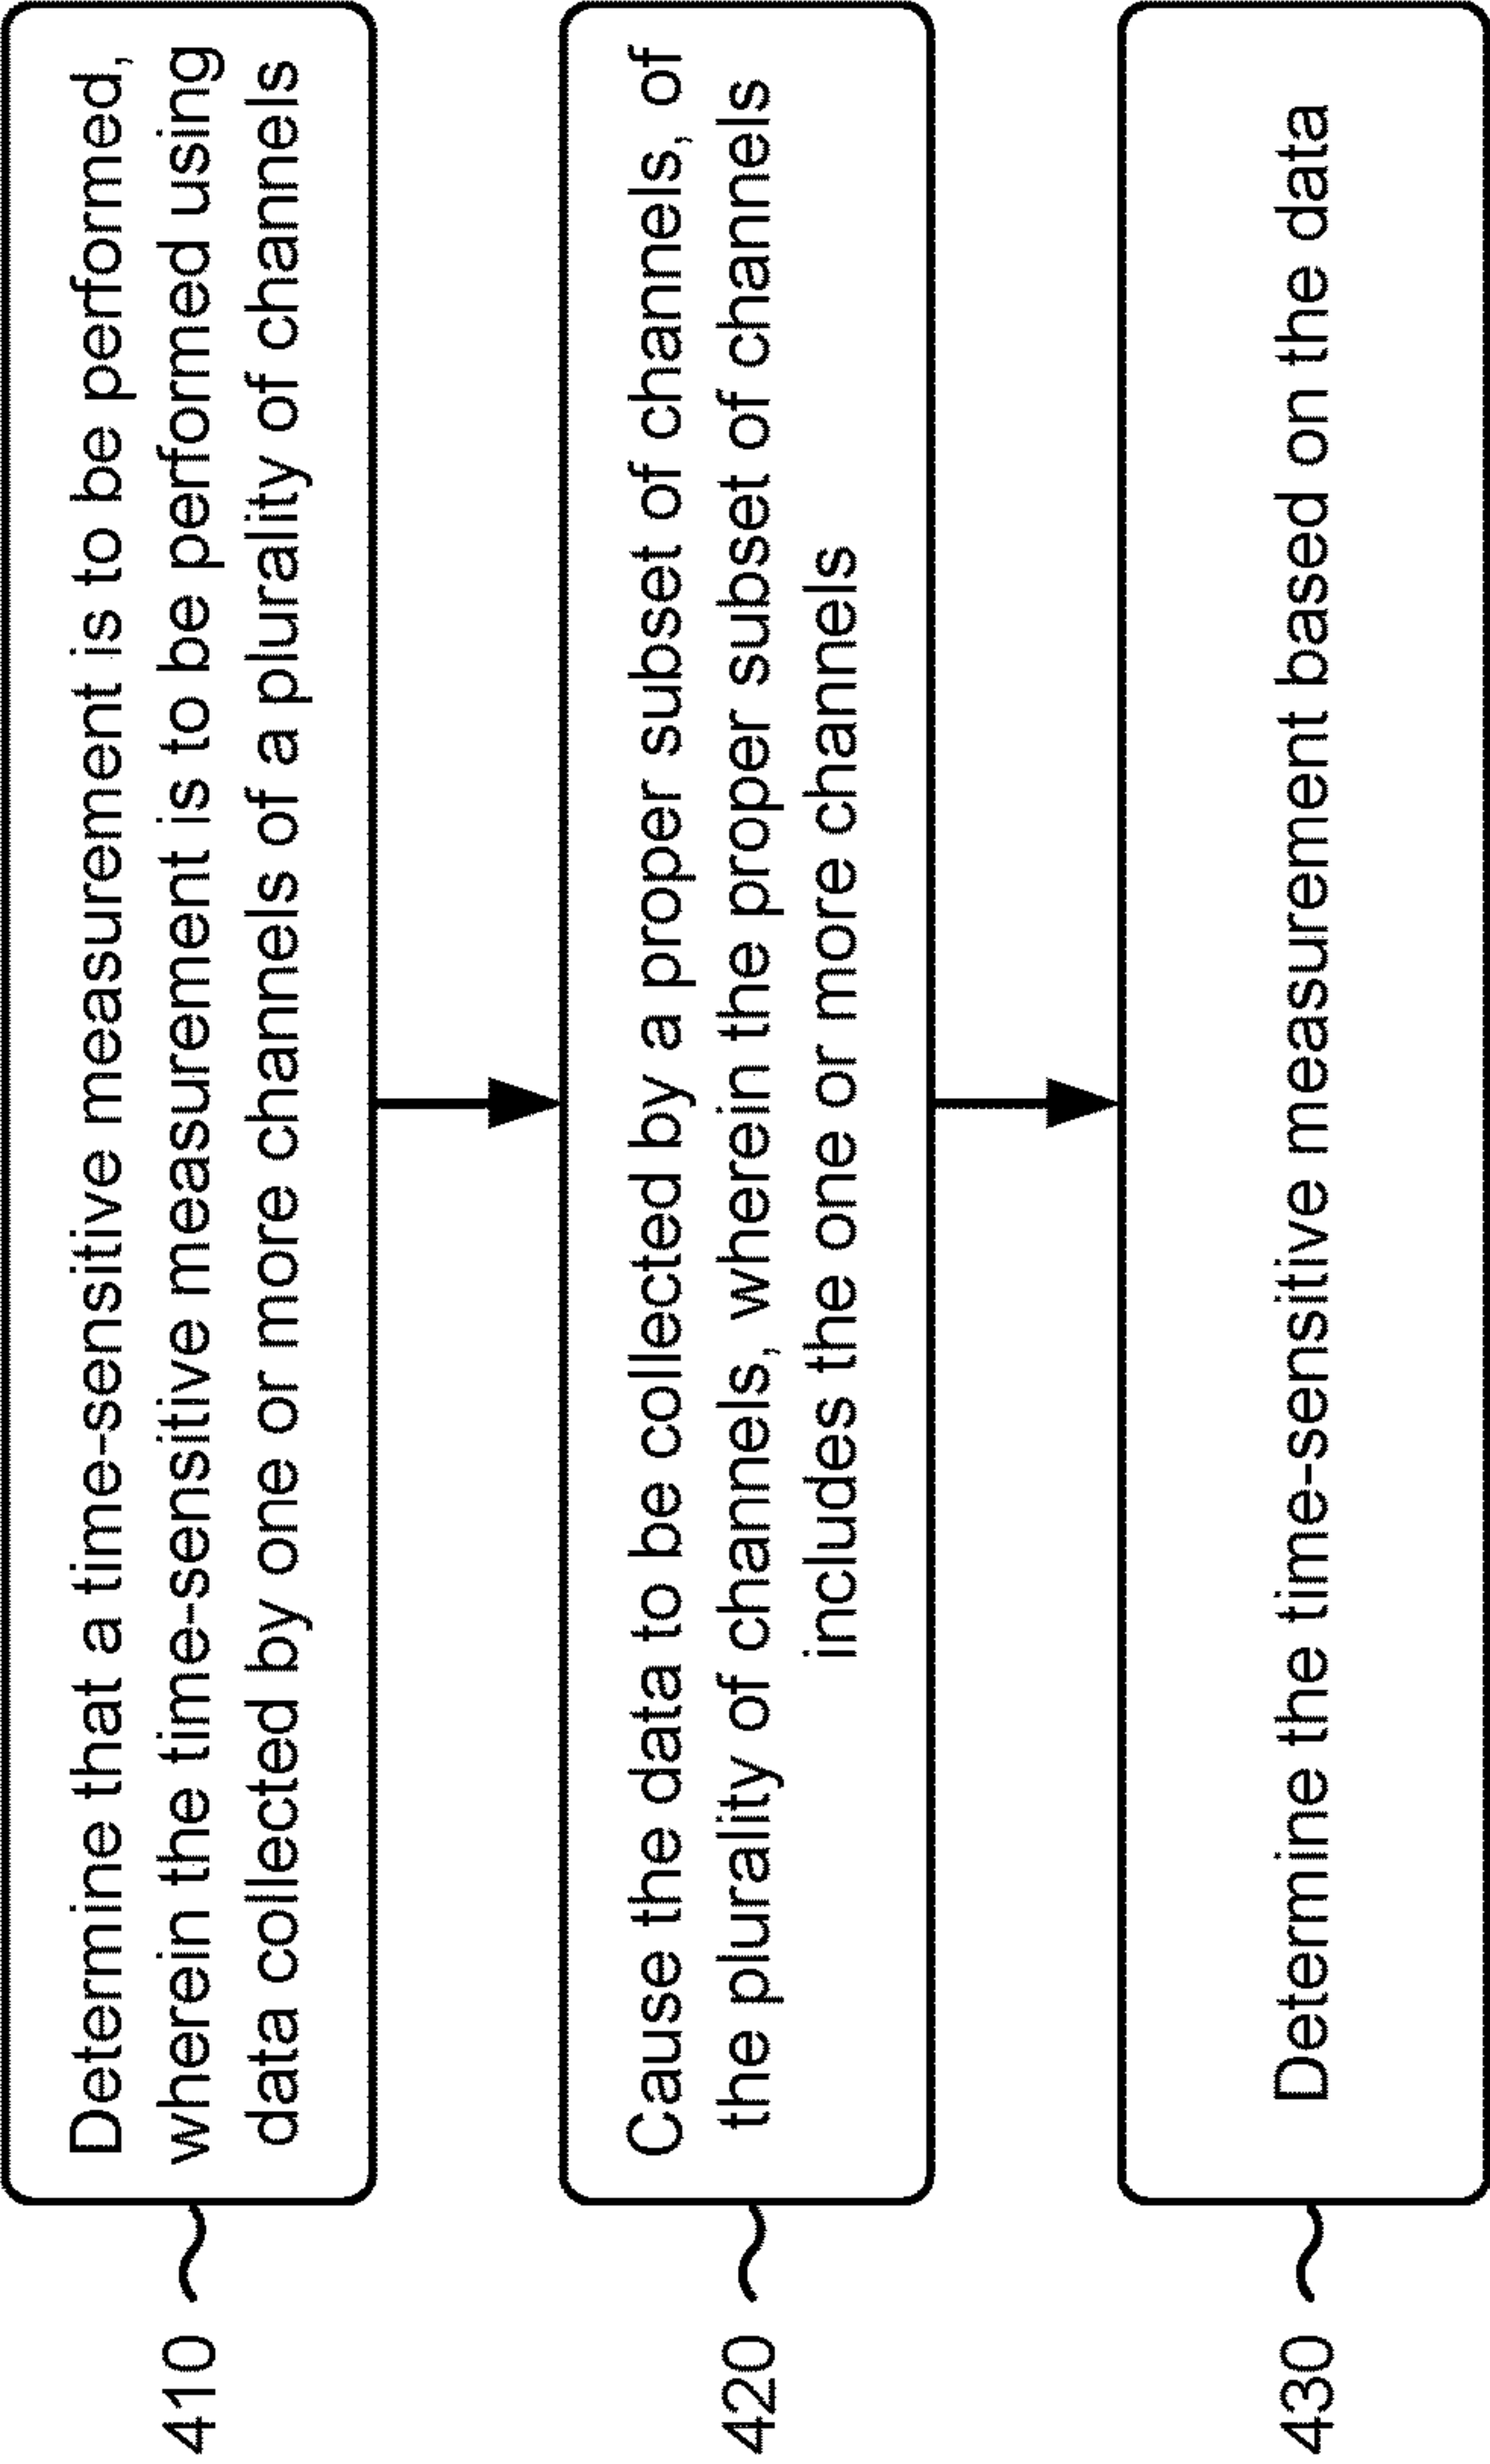 410
Determine that a time-sensitive measurement is to be performed,
wherein the time-sensitive measurement is to be performed using
data collected by one or more channels of a plurality of channels
420
Cause the data to be collected by a proper subset of channels, of
the plurality of channels, wherein the proper subset of channels
includes the one or more channels
430
Determine the time-sensitive measurement based on the data